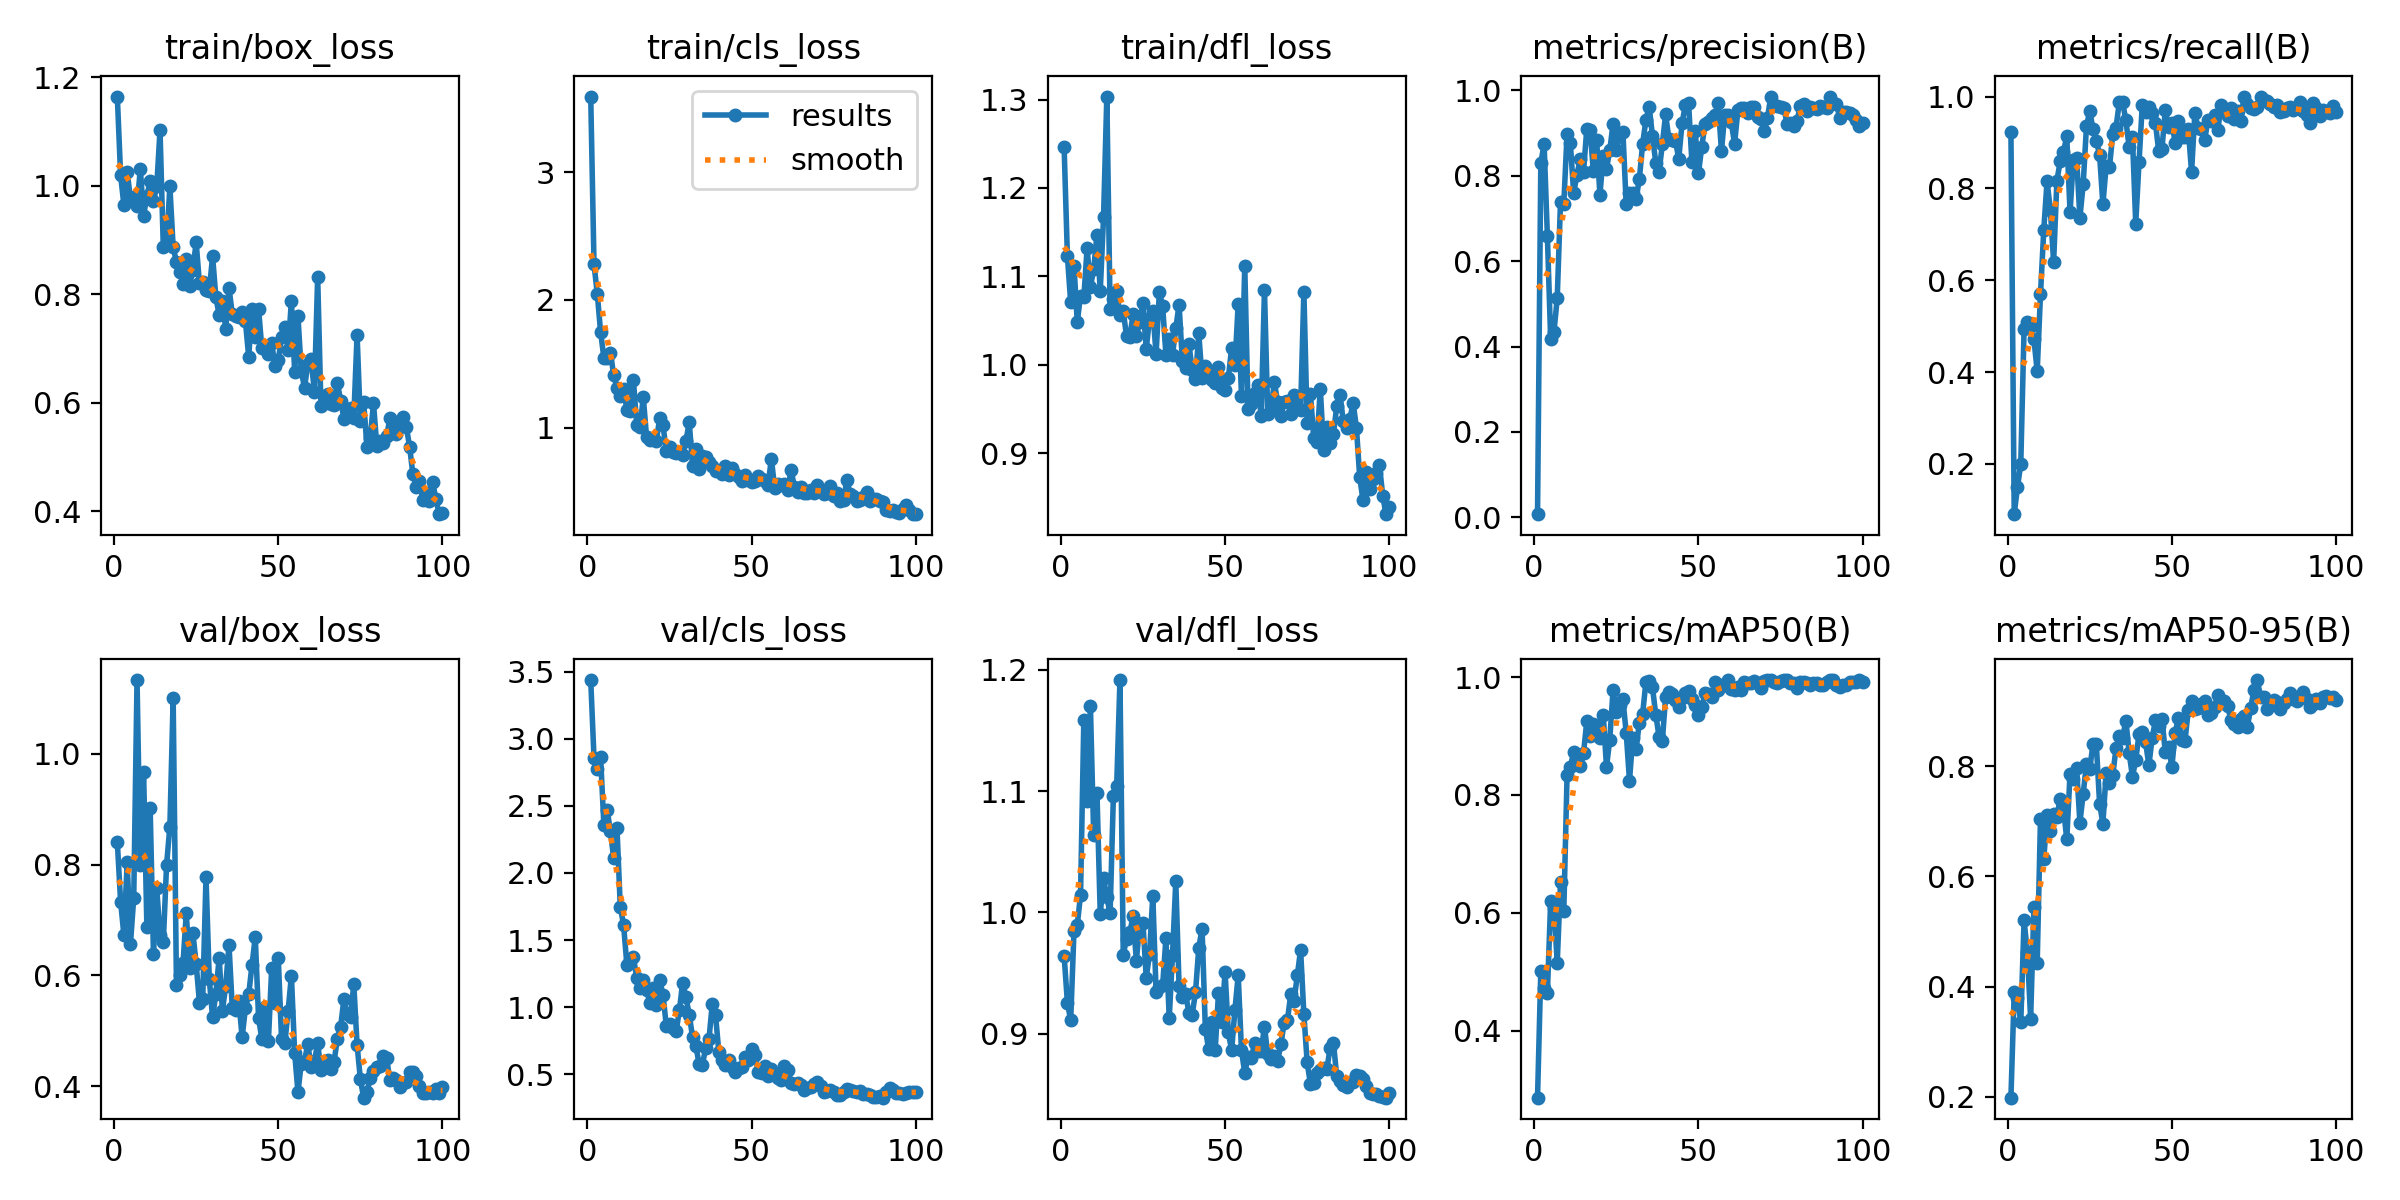 train/box_loss
1.2
1.0
0.8
0.6
0.4
0 50 100
train/cls_loss
results
smooth
3
2
1
0 50 100
train/dfl_loss
1.3
1.2
1.1
1.0
0.9
0 50 100
metrics/precision(B)
1.0
0.8
0.6
0.4
0.2
0.0
0 50 100
metrics/recall(B)
1.0
0.8
0.6
0.4
0.2
0 50 100
val/box_loss
1.0
0.8
0.6
0.4
0 50 100
val/cls_loss
3.5
3.0
2.5
2.0
1.5
1.0
0.5
0 50 100
val/dfl_loss
1.2
1.1
1.0
0.9
0 50 100
metrics/mAP50(B)
1.0
0.8
0.6
0.4
0 50 100
metrics/mAP50-95(B)
0.8
0.6
0.4
0.2
0 50 100